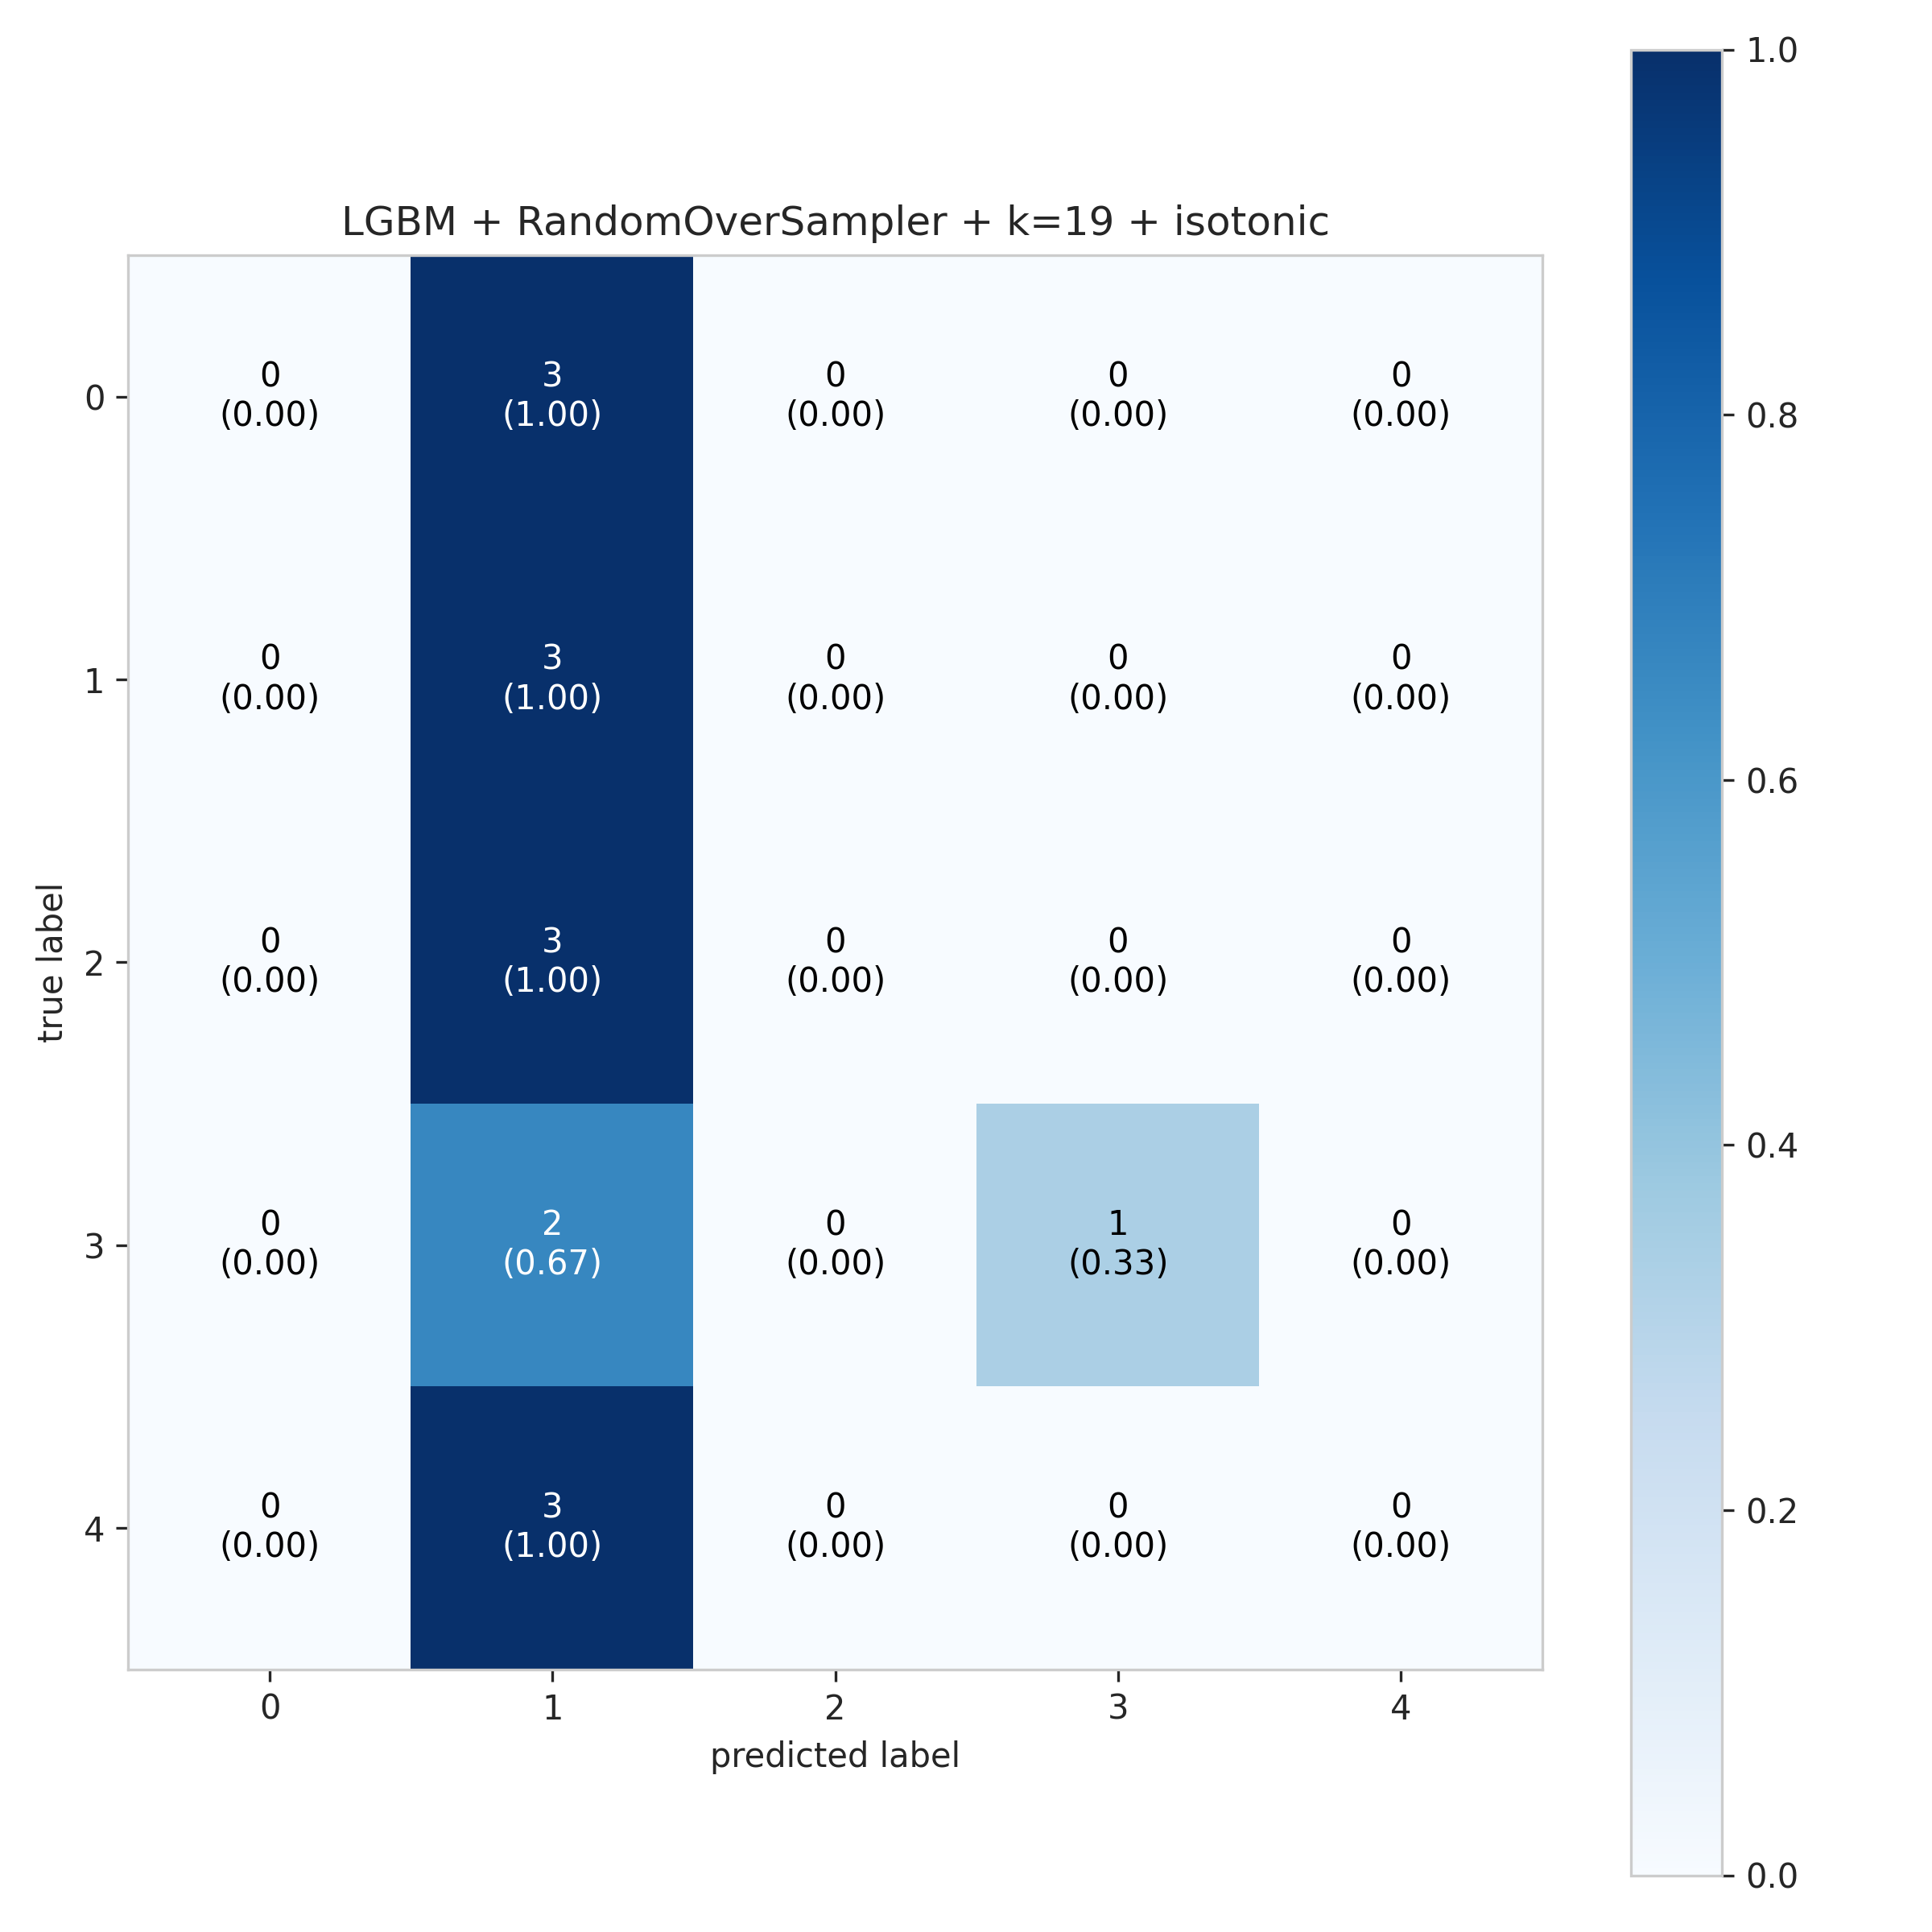 LGBM + RandomOverSampler + k=19 + isotonic
1.0
0.8
0.6
0.4
0.2
0.0
true label
0
0 3 0 0 0
(0.00) (1.00) (0.00) (0.00) (0.00)
1
0 3 0 0 0
(0.00) (1.00) (0.00) (0.00) (0.00)
2
0 3 0 0 0
(0.00) (1.00) (0.00) (0.00) (0.00)
3
0 2 0 1 0
(0.00) (0.67) (0.00) (0.33) (0.00)
4
0 3 0 0 0
(0.00) (1.00) (0.00) (0.00) (0.00)
0 1 2 3 4
predicted label